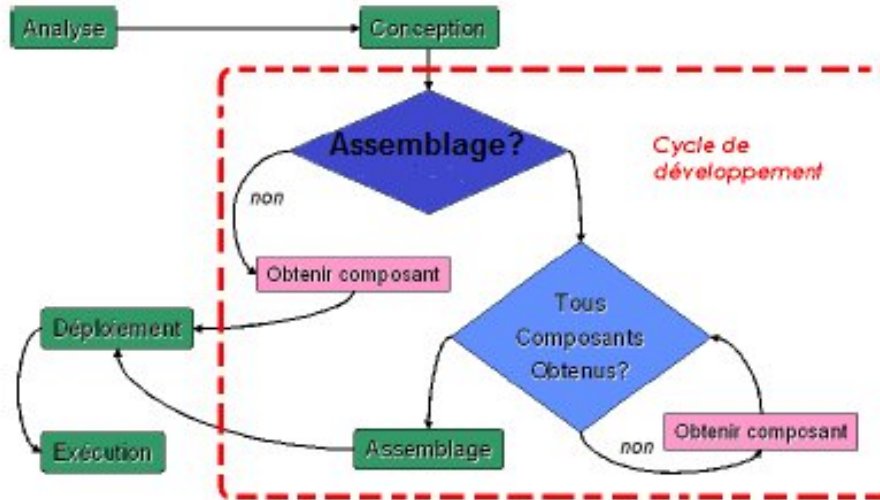 Analyse
Conception
Assemblage?
Cycle de
développement
non
Obtenir composant
Tous
Composants
Obtenus?
Déploiement
Obtenir composant
Assemblage
non
Exécution